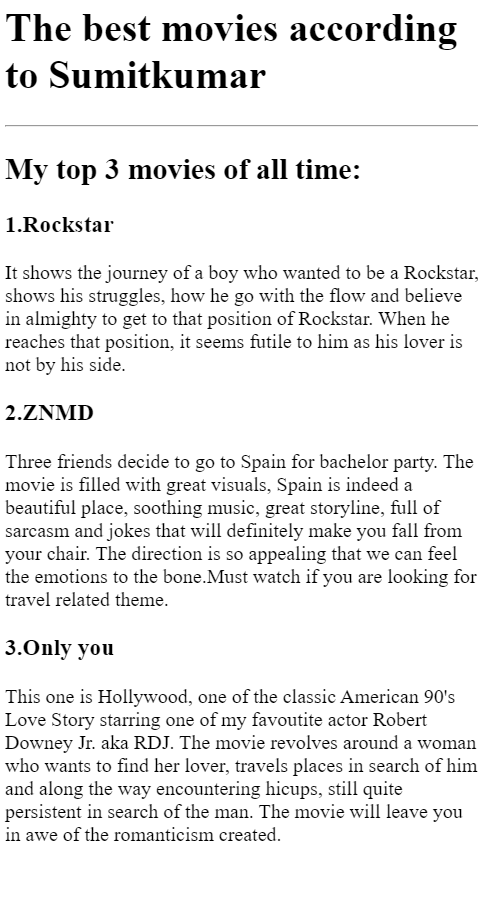 The best movies according
to Sumitkumar
My top 3 movies of all time:
1.Rockstar
It shows the journey of a boy who wanted to be a Rockstar,
shows his struggles, how he go with the flow and believe
in almighty to get to that position of Rockstar. When he
reaches that position, it seems futile to him as his lover is
not by his side.
2.ZNMD
Three friends decide to go to Spain for bachelor party. The
movie is filled with great visuals, Spain is indeed a
beautiful place, soothing music, great storyline, full of
sarcasm and jokes that will definitely make you fall from
your chair. The direction is so appealing that we can feel
the emotions to the bone.Must watch if you are looking for
travel related theme.
3.Only you
This one is Hollywood, one of the classic American 90's
Love Story starring one of my favoutite actor Robert
Downey Jr. aka RDJ. The movie revolves around a woman
who wants to find her lover, travels places in search of him
and along the way encountering hicups, still quite
persistent in search of the man. The movie will leave you
in awe of the romanticism created.